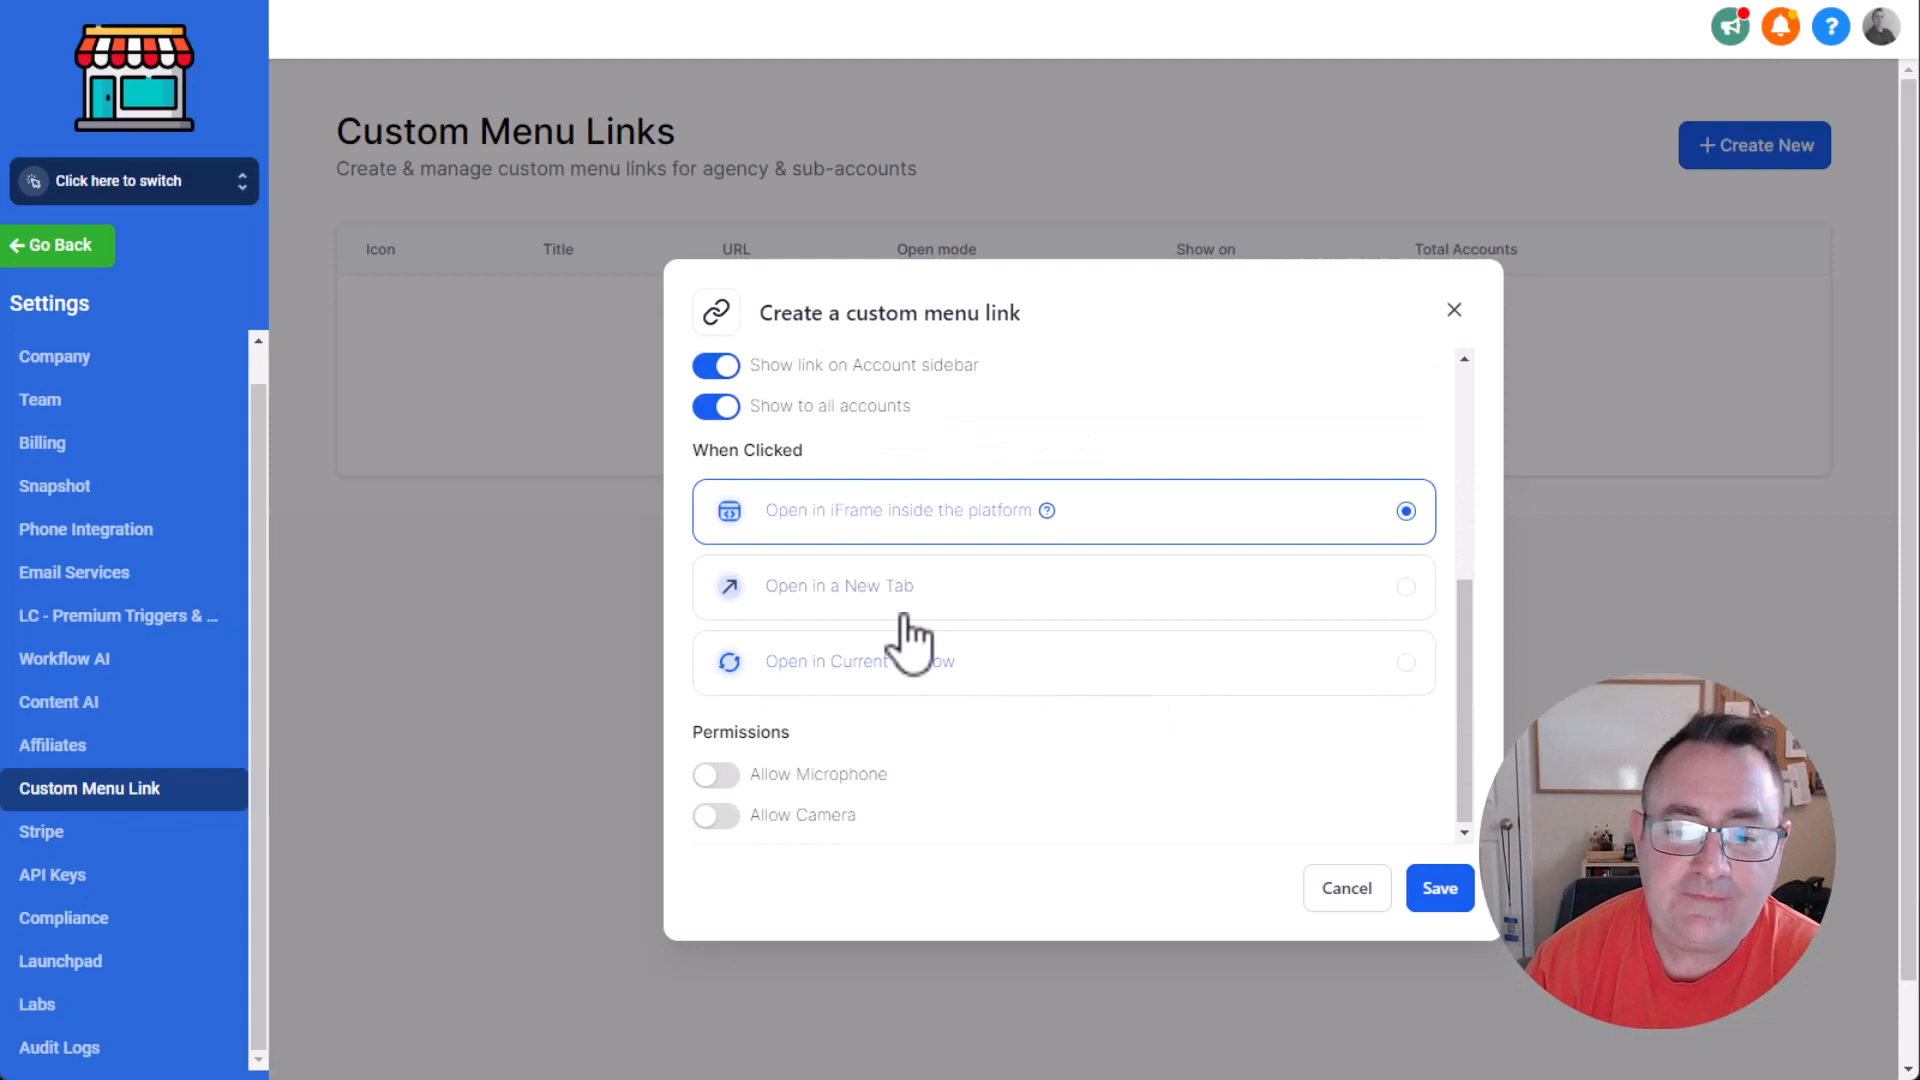 Click here to switch
Go Back
Settings
Company
Team
Billing
Snapshot
Phone Integration
Email Services
LC - Premium Triggers & ...
Workflow AI
Content AI
Affiliates
Custom Menu Link
Stripe
API Keys
Compliance
Launchpad
Labs
Audit Logs
Custom Menu Links
Create & manage custom menu links for agency & sub-accounts
+ Create New
Icon Title URL Open mode Show on Total Accounts
Create a custom menu link
Show link on Account sidebar
Show to all accounts
When Clicked
Open in iFrame inside the platform ?
Open in a New Tab
Open in Current
Permissions
Allow Microphone
Allow Camera
Cancel
Save